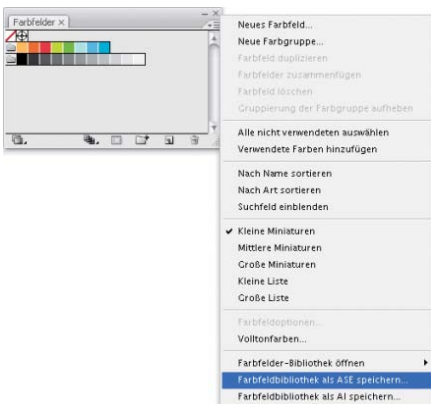 Farbfelder ×
Neues Farbfeld...
Neue Farbgruppe...
Farbfeld duplizieren
Farbfelder zusammenfügen
Farbfeld löschen
Gruppierung der Farbgruppe aufheben
Alle nicht verwendeten auswählen
Verwendete Farben hinzufügen
Nach Name sortieren
Nach Art sortieren
Suchfeld einblenden
✔ Kleine Miniaturen
Mittlere Miniaturen
Große Miniaturen
Kleine Liste
Große Liste
Farbfeldoptionen...
Volltonfarben...
Farbfelder-Bibliothek öffnen
Farbfeldbibliothek als ASE speichern...
Farbfeldbibliothek als AI speichern...